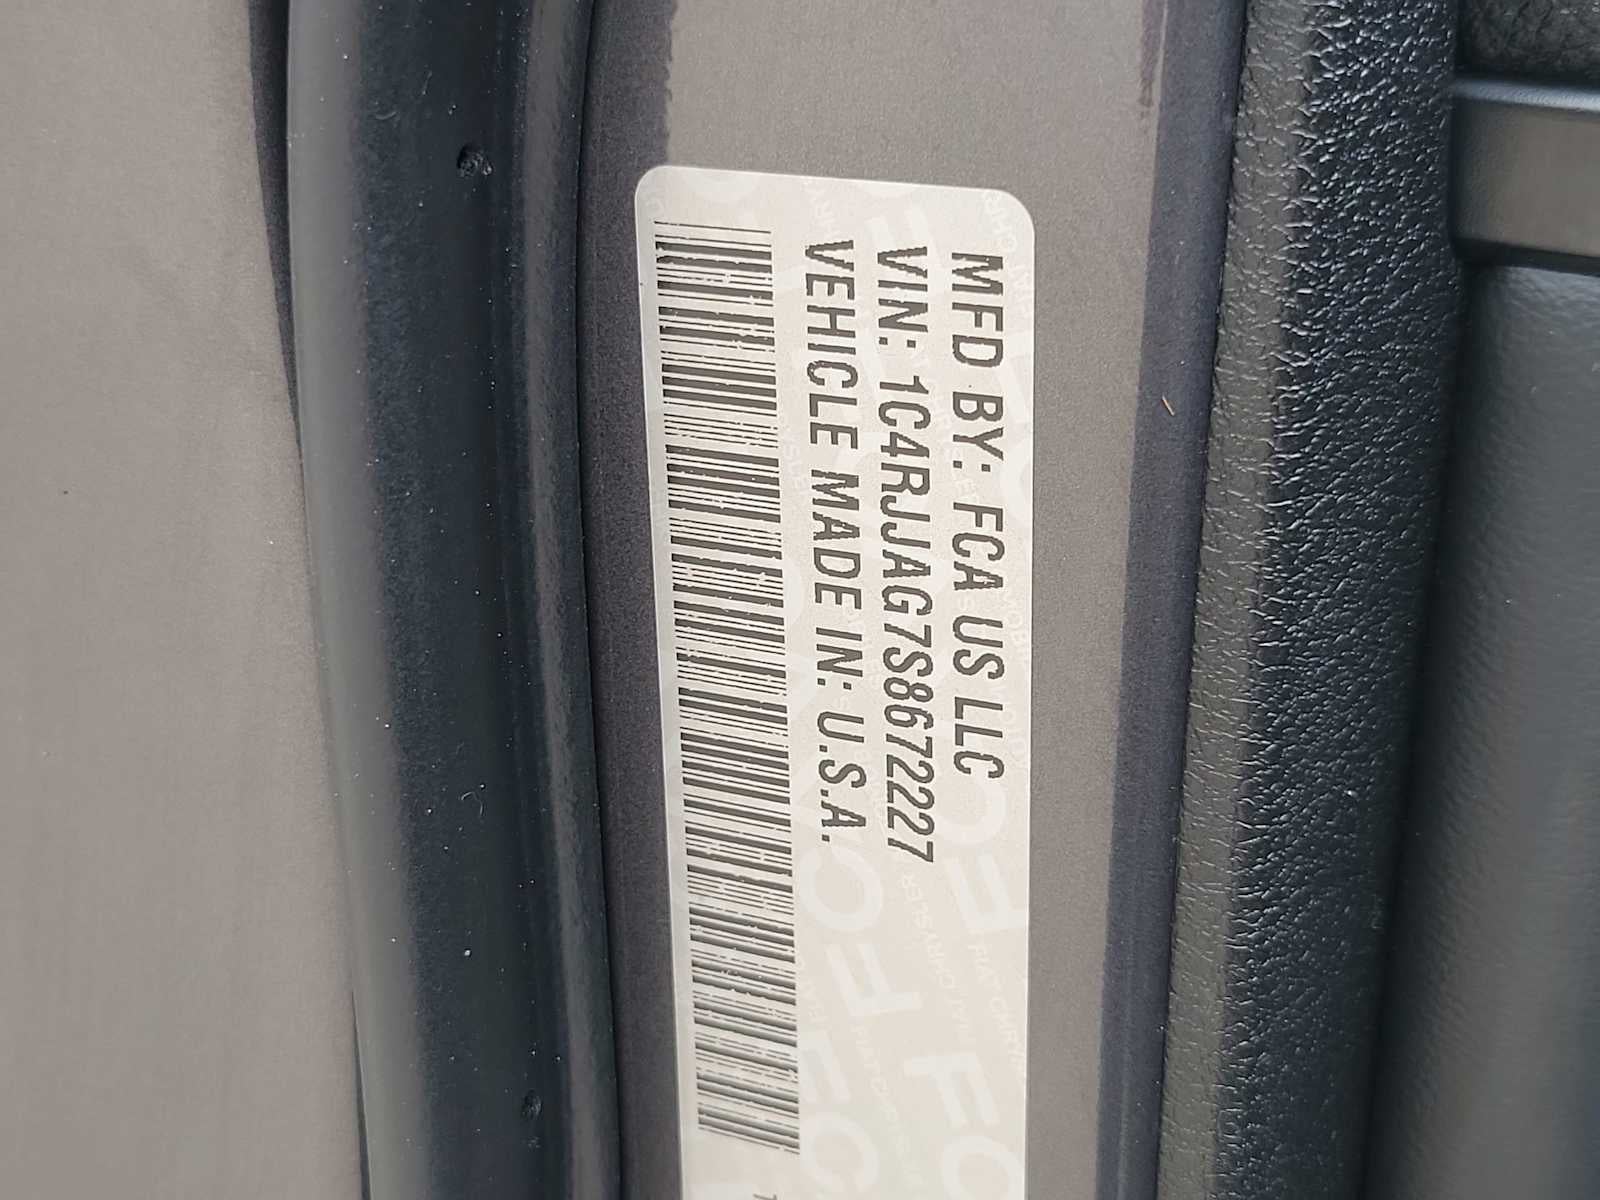 MFD BY: FCA US LLC
VIN: 1C4RJJAG7S8672227
VEHICLE MADE IN: U.S.A.